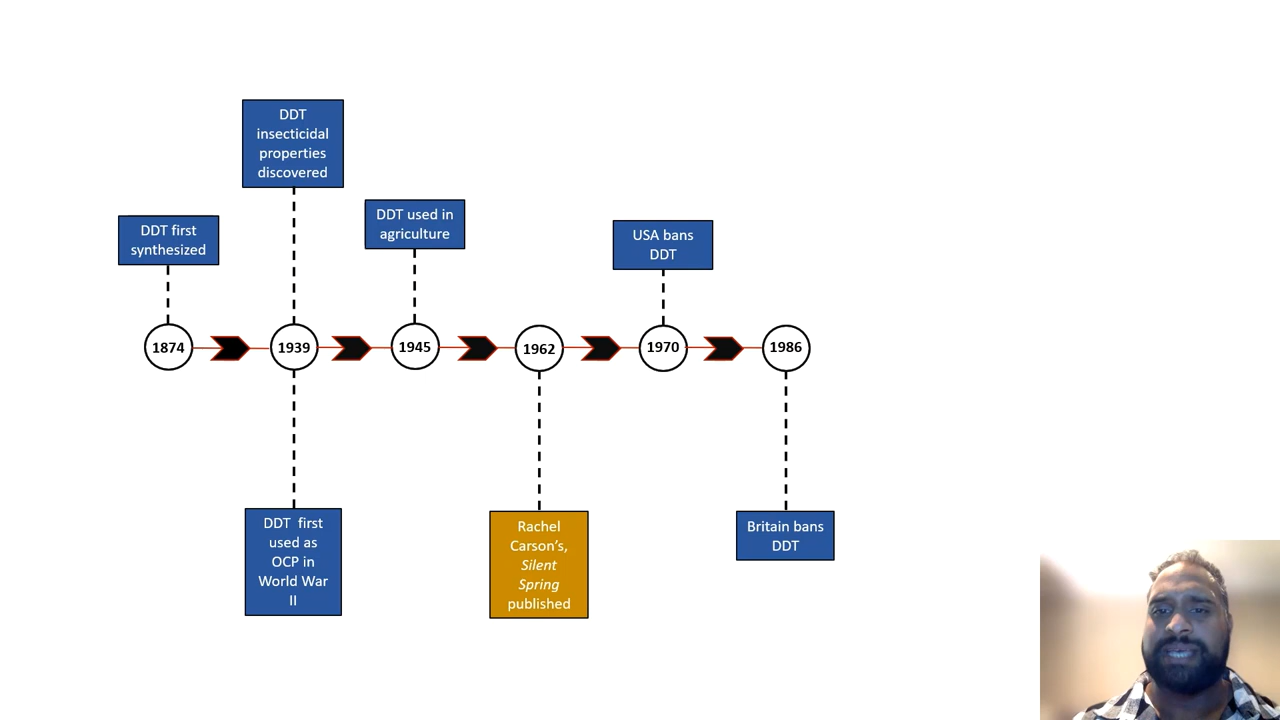 DDT
insecticidal
properties
discovered
DDT first
synthesized
DDT used in
agriculture
USA bans
DDT
1874
1939
1945
1962
1970
1986
DDT first
used as
OCP in
World War
II
Rachel
Carson's,
Silent
Spring
published
Britain bans
DDT